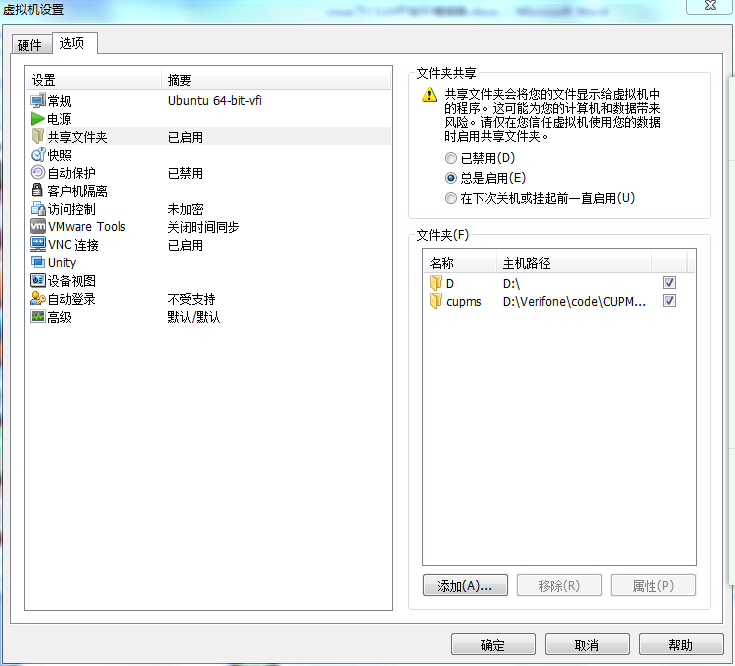 虚拟机设置
硬件 选项
设置 摘要
常规 Ubuntu 64-bit-vfi
电源
共享文件夹 已启用
快照
自动保护 已禁用
客户机隔离
访问控制 未加密
VMware Tools 关闭时间同步
VNC 连接 已启用
Unity
设备视图
自动登录 不受支持
高级 默认/默认
文件夹共享
共享文件夹会将您的文件显示给虚拟机中
的程序。这可能为您的计算机和数据带来
风险。请仅在您信任虚拟机使用您的数据
时启用共享文件夹。
已禁用(D)
总是启用(E)
在下次关机或挂起前一直启用(U)
文件夹(F)
名称 主机路径
D D:\
cupms D:\Verifone\code\CUPM...
添加(A)... 移除(R) 属性(P)
确定 取消 帮助